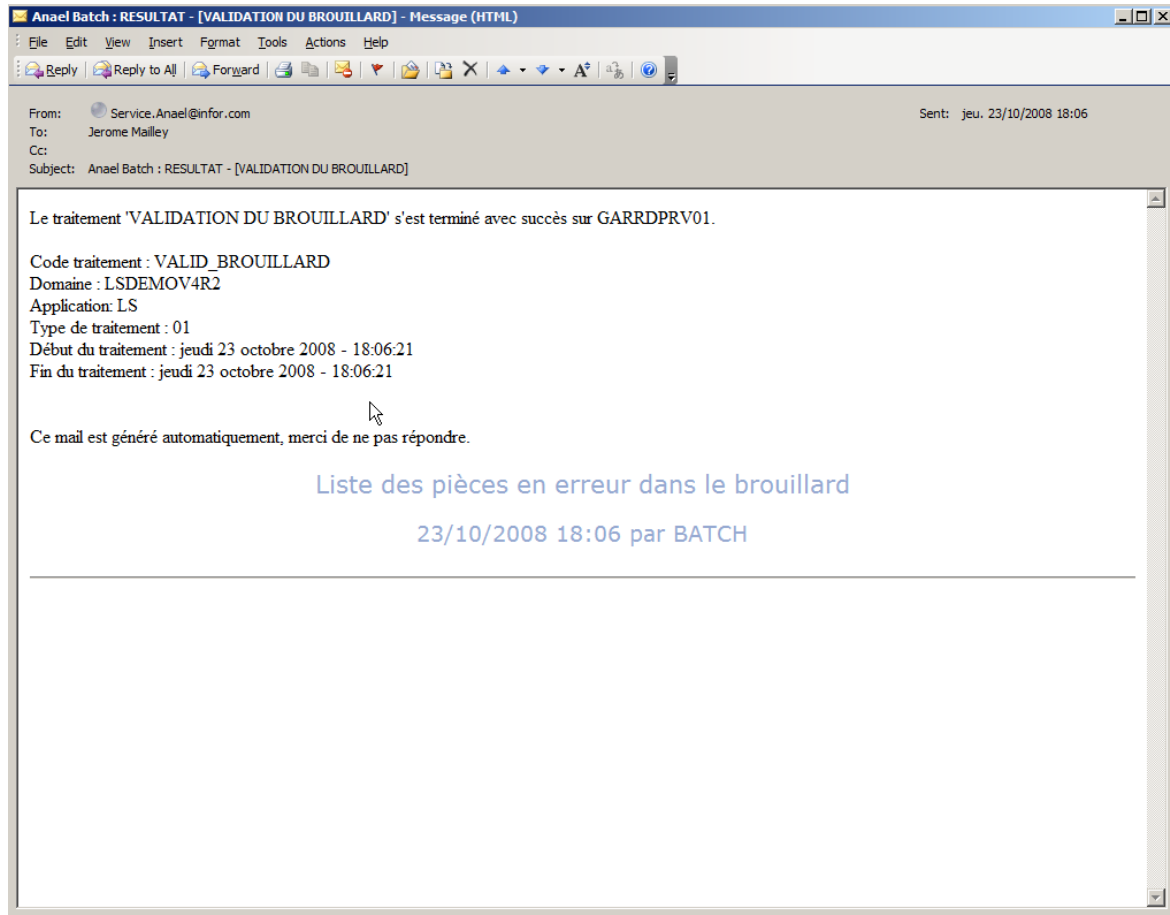 Anael Batch : RESULTAT - [VALIDATION DU BROUILLARD] - Message (HTML)
File Edit View Insert Format Tools Actions Help
Reply Reply to All Forward
From: Service.Anael@infor.com Sent: jeu. 23/10/2008 18:06
To: Jerome Mailley
Cc:
Subject: Anael Batch : RESULTAT - [VALIDATION DU BROUILLARD]
Le traitement 'VALIDATION DU BROUILLARD' s'est terminé avec succès sur GARRDPRV01.
Code traitement : VALID_BROUILLARD
Domaine : LSDEMOV4R2
Application: LS
Type de traitement : 01
Début du traitement : jeudi 23 octobre 2008 - 18:06:21
Fin du traitement : jeudi 23 octobre 2008 - 18:06:21
Ce mail est généré automatiquement, merci de ne pas répondre.
Liste des pièces en erreur dans le brouillard
23/10/2008 18:06 par BATCH